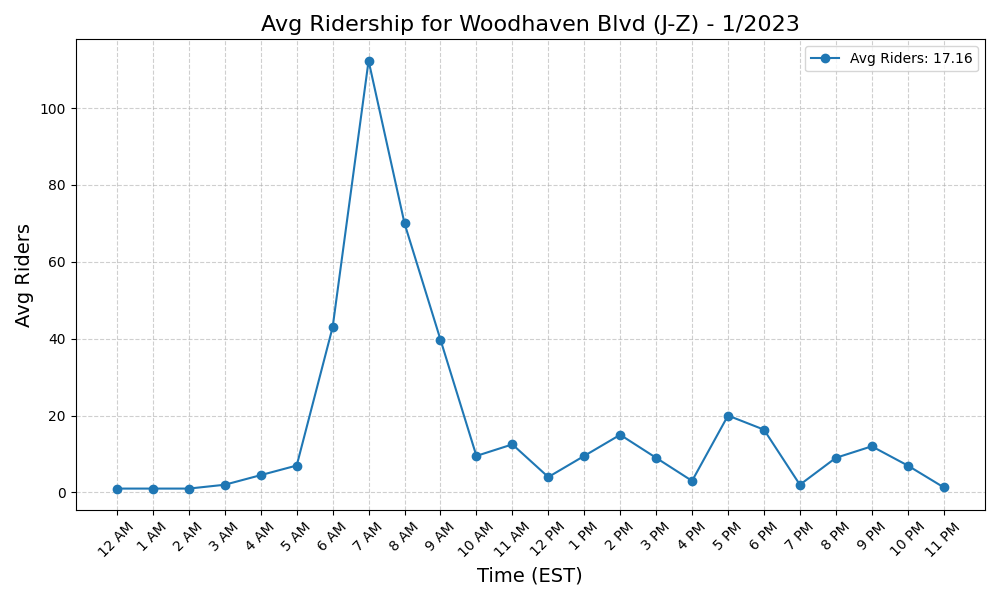 Avg Ridership for Woodhaven Blvd (J-Z) - 1/2023
Avg Riders: 17.16
Avg Riders
100
80
60
40
20
0
12 AM
1 AM
2 AM
3 AM
4 AM
5 AM
6 AM
7 AM
8 AM
9 AM
10 AM
11 AM
12 PM
1 PM
2 PM
3 PM
4 PM
5 PM
6 PM
7 PM
8 PM
9 PM
10 PM
11 PM
Time (EST)